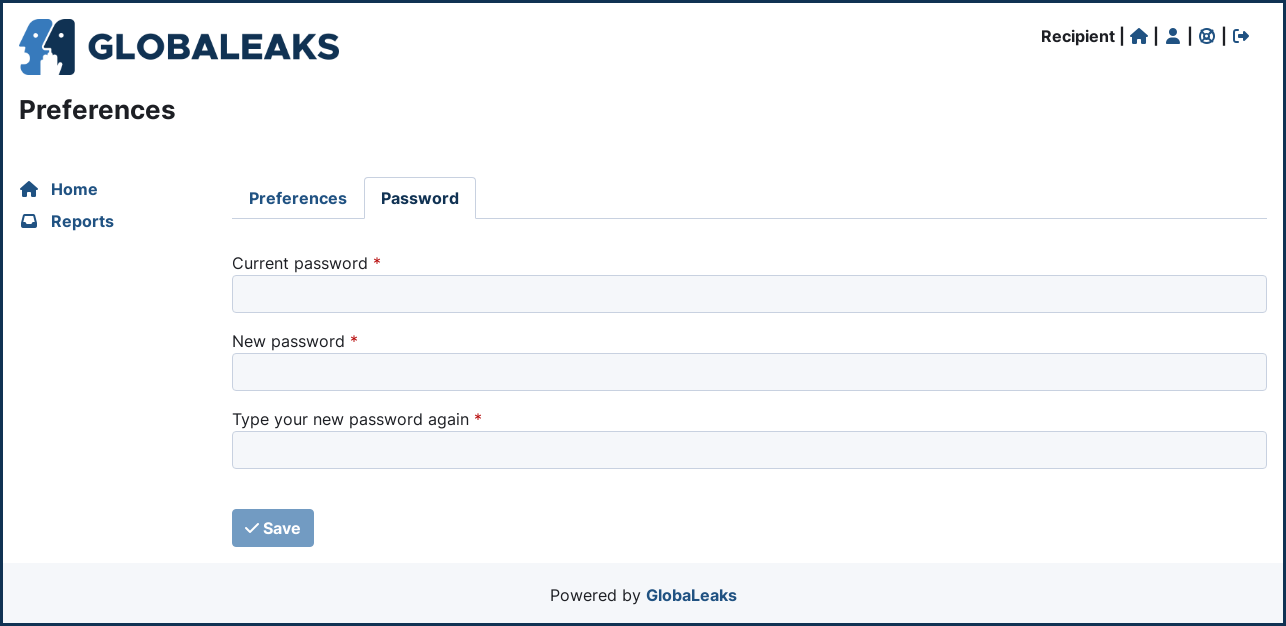 GLOBALEAKS
Recipient | | | |
Preferences
Home
Reports
Preferences Password
Current password *
New password *
Type your new password again *
Save
Powered by GlobaLeaks